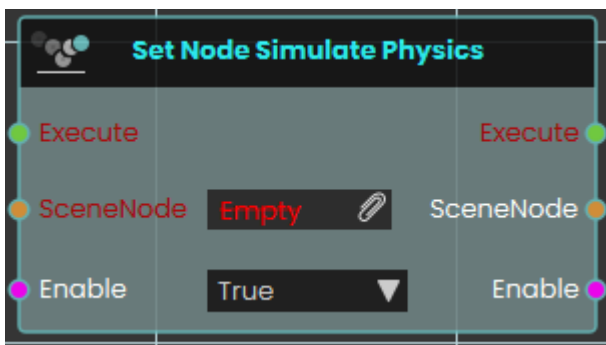 Set Node Simulate Physics
Execute Execute
SceneNode Empty SceneNode
Enable True Enable